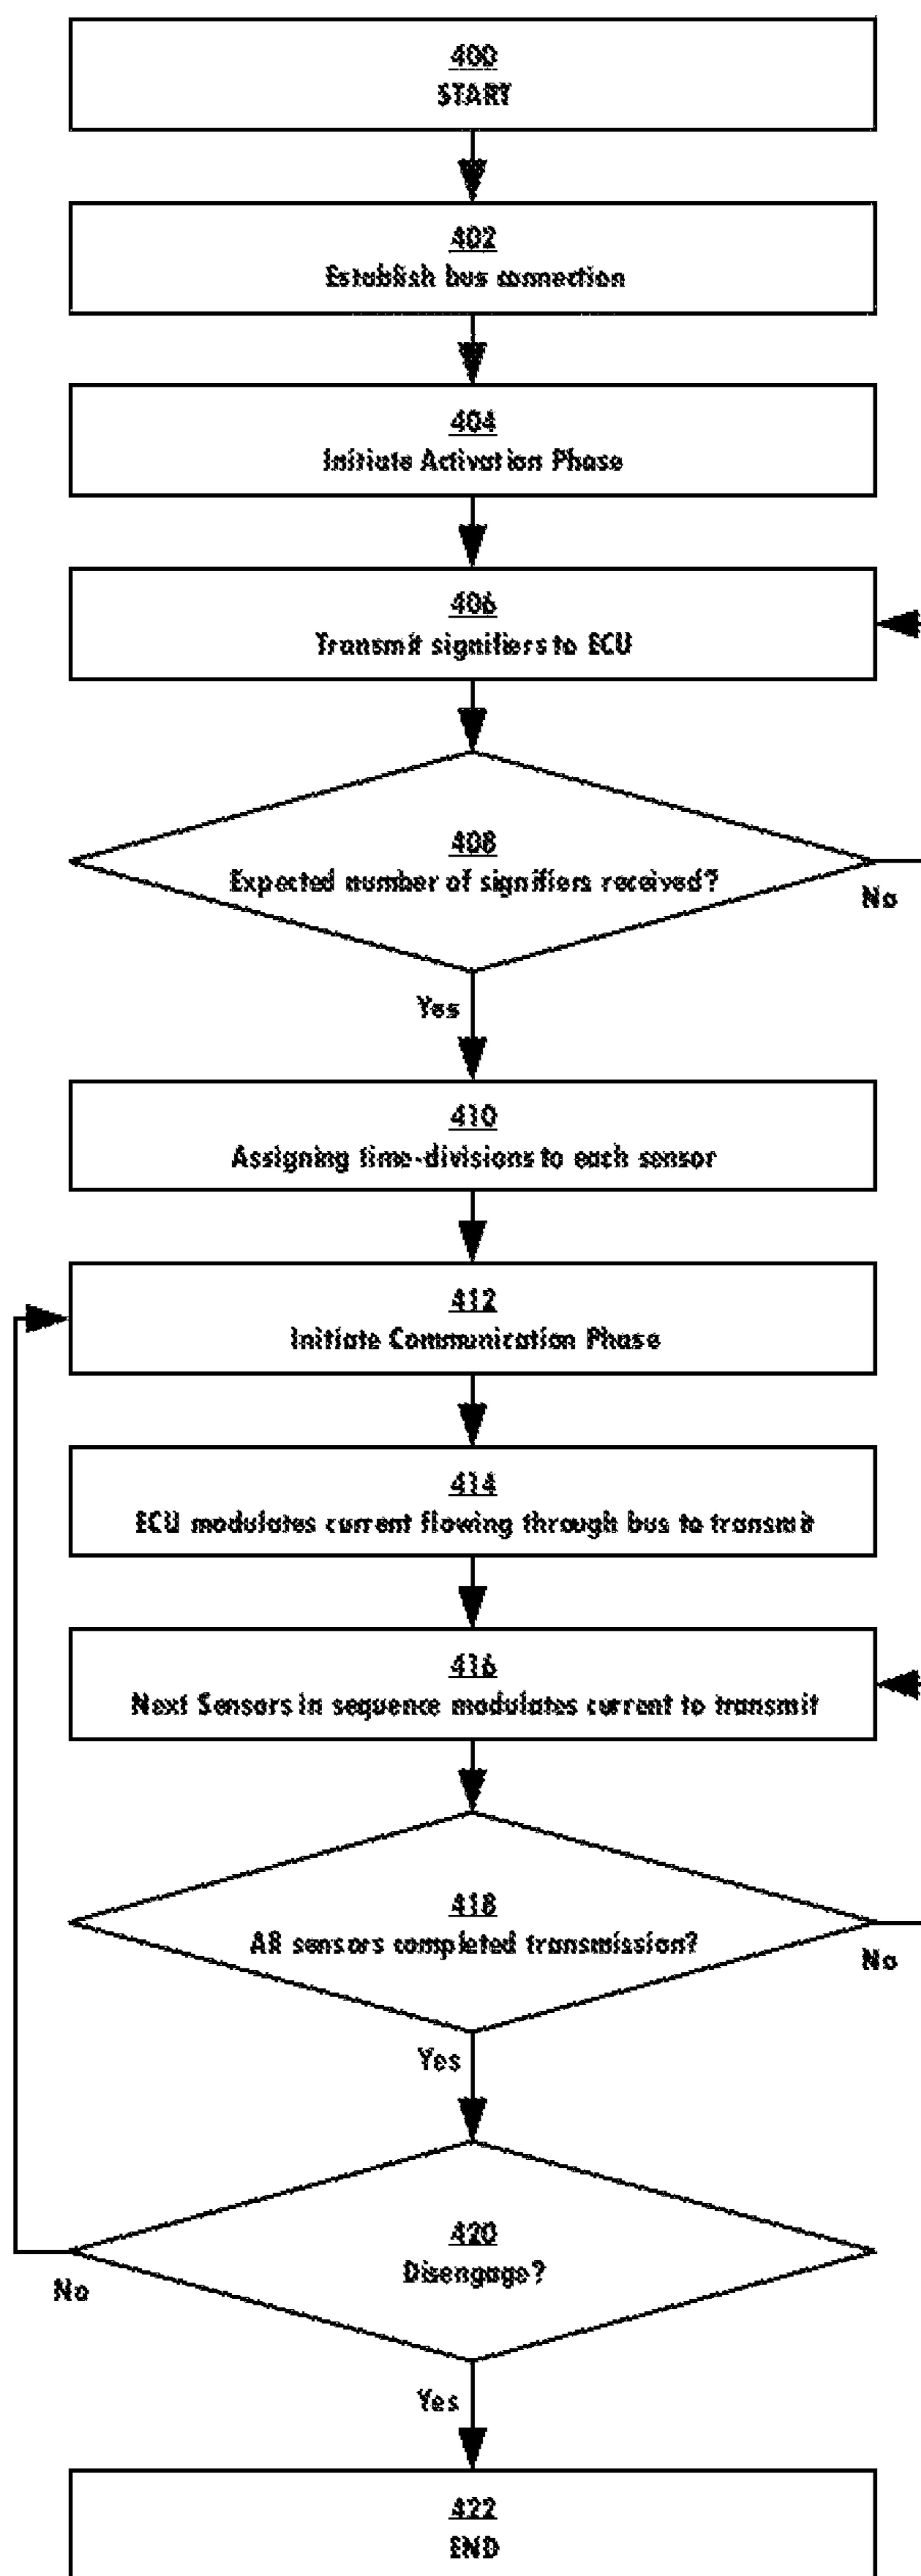 400
START
402
Establish bus connection
404
Initiate Activation Phase
406
Transmit signifiers to ECU
408
Expected number of signifiers received?
No
Yes
410
Assigning time-divisions to each sensor
412
Initiate Communication Phase
414
ECU modulates current flowing through bus to transmit
416
Next Sensors in sequence modulates current to transmit
418
All sensors completed transmission?
No
Yes
420
Disengage?
No
Yes
422
END